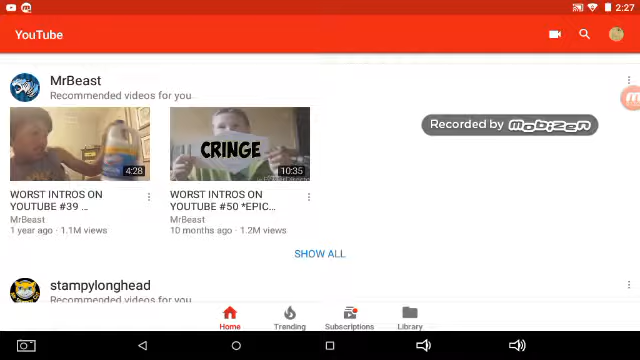 2:27
YouTube
MrBeast
Recommended videos for you
Recorded by mobizen
CRINGE
4:28
10:35
WORST INTROS ON
YOUTUBE #39 ...
MrBeast
1 year ago · 1.1M views
WORST INTROS ON
YOUTUBE #50 *EPIC...
MrBeast
10 months ago · 1.2M views
SHOW ALL
stampylonghead
Recommended videos for you
Home
Trending
Subscriptions
Library